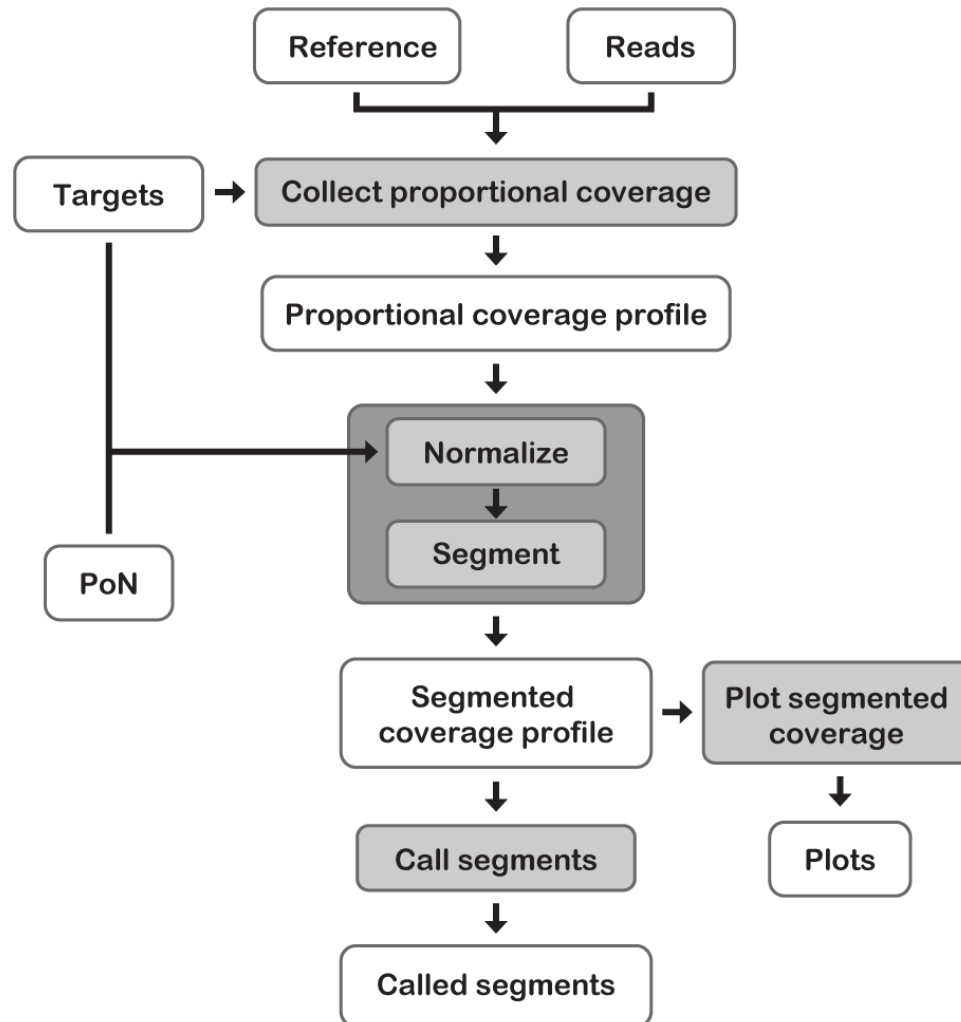 Reference
Reads
Targets
Collect proportional coverage
Proportional coverage profile
Normalize
Segment
PoN
Segmented
coverage profile
Plot segmented
coverage
Call segments
Plots
Called segments